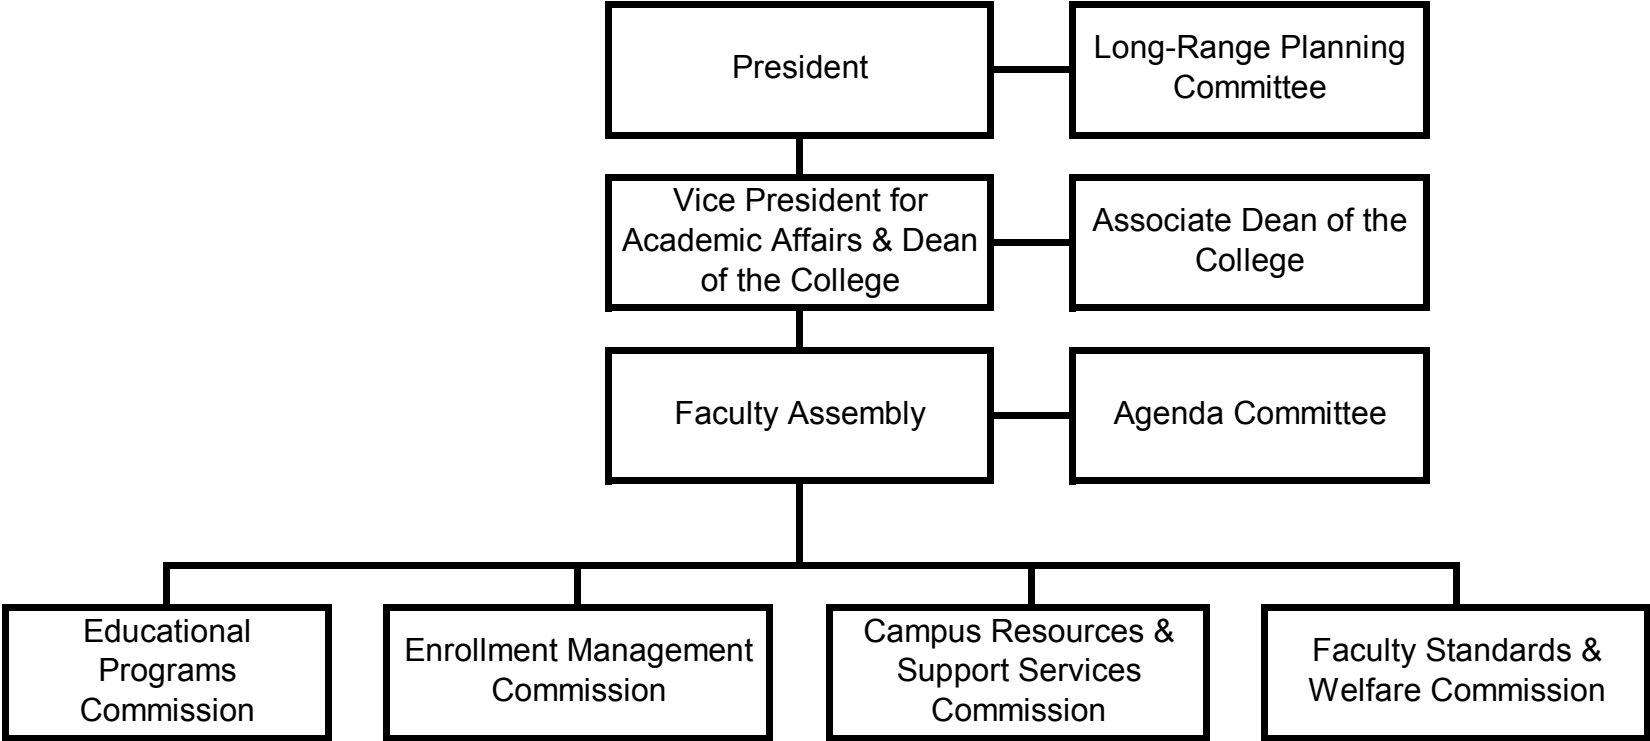 President
Long-Range Planning
Committee
Vice President for
Academic Affairs & Dean
of the College
Associate Dean of the
College
Faculty Assembly
Agenda Committee
Educational
Programs
Commission
Enrollment Management
Commission
Campus Resources &
Support Services
Commission
Faculty Standards &
Welfare Commission